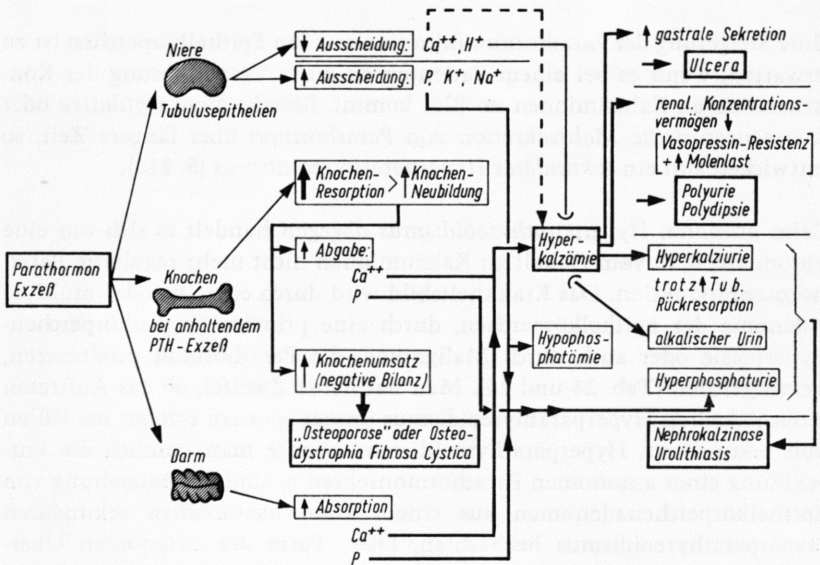 Niere
Tubulusepithelien
↓ Ausscheidung: Ca⁺⁺ H⁺
↑ Ausscheidung: P, K⁺, Na⁺
Parathormon
Exzeß
Knochen
bei anhaltendem
PTH-Exzeß
↑ Knochen- > ↑ Knochen-
Resorption Neubildung
↑ Abgabe:
Ca⁺⁺
P
↑ Knochenumsatz
(negative Bilanz)
„Osteoporose" oder Osteo-
dystrophia Fibrosa Cystica
Darm
↑ Absorption
Ca⁺⁺
P
Hyper-
kalzämie
Hypophos-
phatämie
↑ gastrale Sekretion
Ulcera
renal. Konzentrations-
vermögen ↓
Vasopressin-Resistenz
+ ↑ Molenlast
Polyurie
Polydipsie
Hyperkalziurie
trotz ↑ Tub.
Rückresorption
alkalischer Urin
Hyperphosphaturie
Nephrokalzinose
Urolithiasis